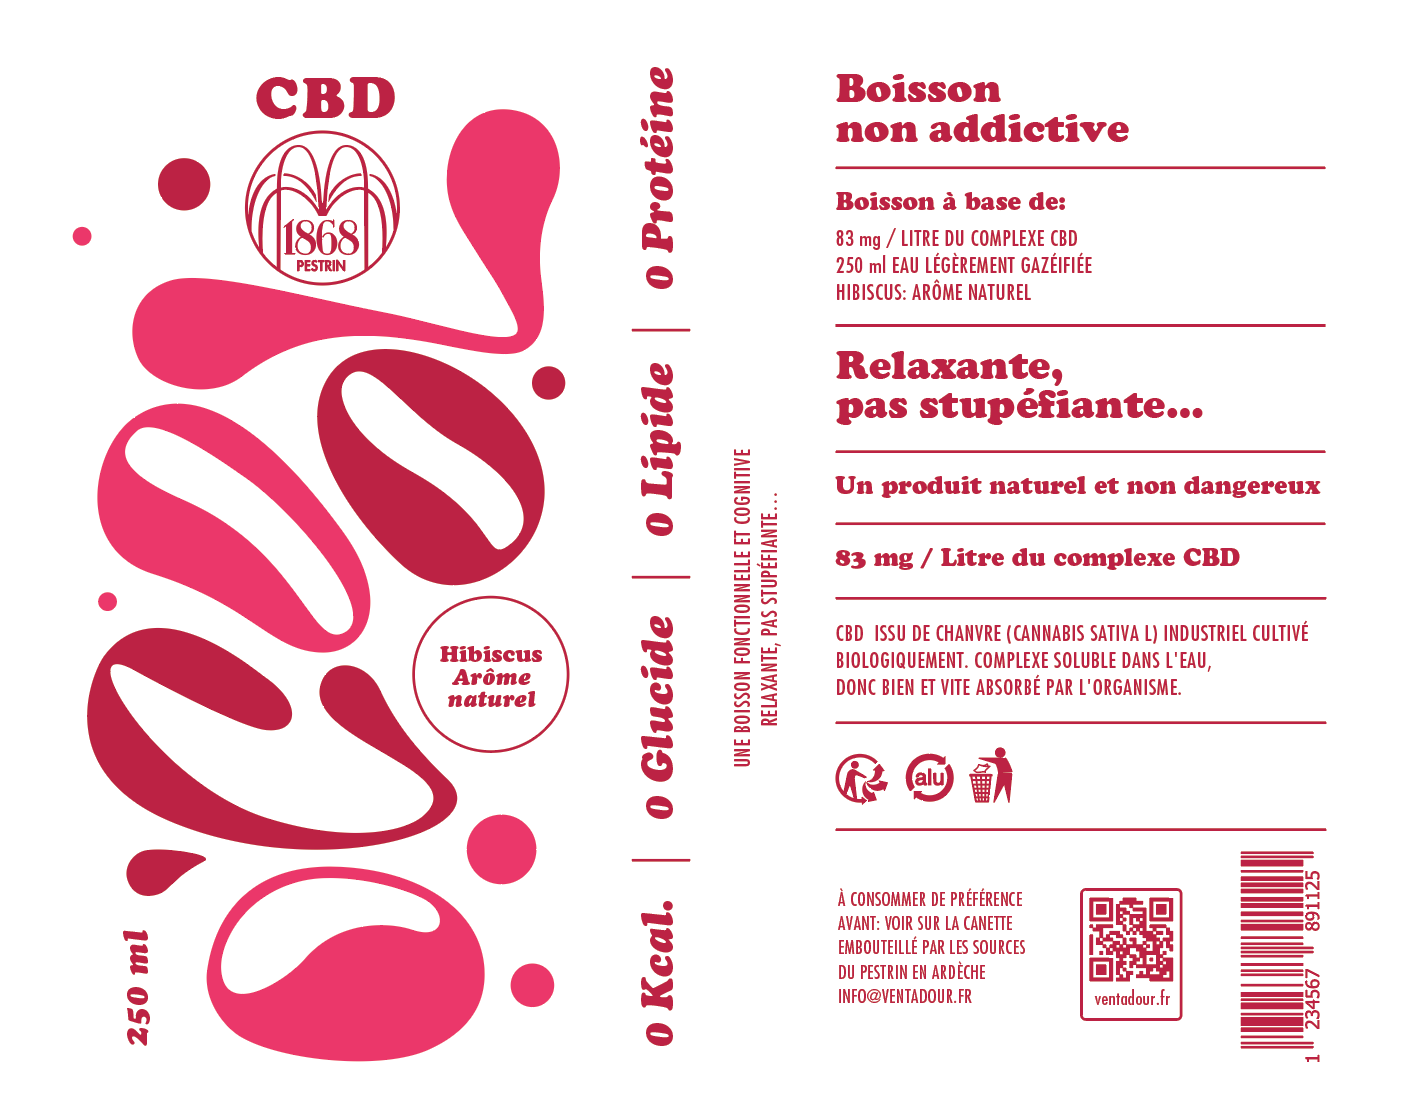 CBD
1868
PESTRIN
Hibiscus
Arôme
naturel
250 ml
0 Kcal.
0 Glucide
0 Lipide
0 Protéine
UNE BOISSON FONCTIONNELLE ET COGNITIVE
RELAXANTE, PAS STUPÉFIANTE...
Boisson
non addictive
Boisson à base de:
83 mg / LITRE DU COMPLEXE CBD
250 ml EAU LÉGÈREMENT GAZÉIFIÉE
HIBISCUS: ARÔME NATUREL
Relaxante,
pas stupéfiante...
Un produit naturel et non dangereux
83 mg / Litre du complexe CBD
CBD ISSU DE CHANVRE (CANNABIS SATIVA L) INDUSTRIEL CULTIVÉ
BIOLOGIQUEMENT. COMPLEXE SOLUBLE DANS L'EAU,
DONC BIEN ET VITE ABSORBÉ PAR L'ORGANISME.
alu
À CONSOMMER DE PRÉFÉRENCE
AVANT: VOIR SUR LA CANETTE
EMBOUTEILLÉ PAR LES SOURCES
DU PESTRIN EN ARDÈCHE
INFO@VENTADOUR.FR
ventadour.fr
1 234567 891125